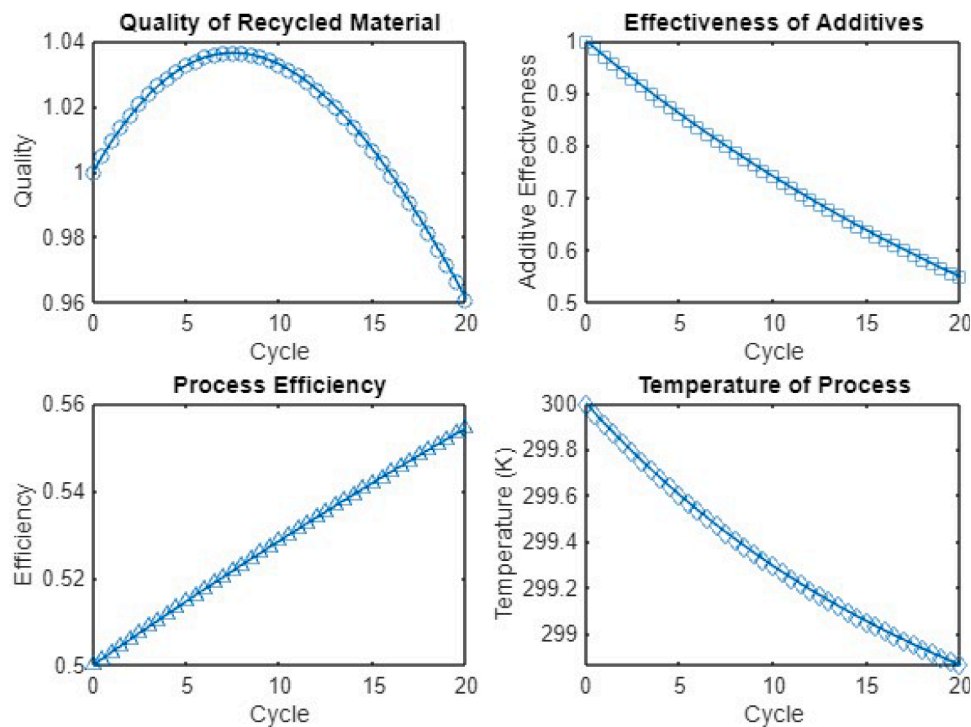 Quality of Recycled Material
1.04
1.02
1
0.98
0.96
Quality
0 5 10 15 20
Cycle
Effectiveness of Additives
1
0.9
0.8
0.7
0.6
0.5
Additive Effectiveness
0 5 10 15 20
Cycle
Process Efficiency
0.56
0.54
0.52
0.5
Efficiency
0 5 10 15 20
Cycle
Temperature of Process
300
299.8
299.6
299.4
299.2
299
Temperature (K)
0 5 10 15 20
Cycle